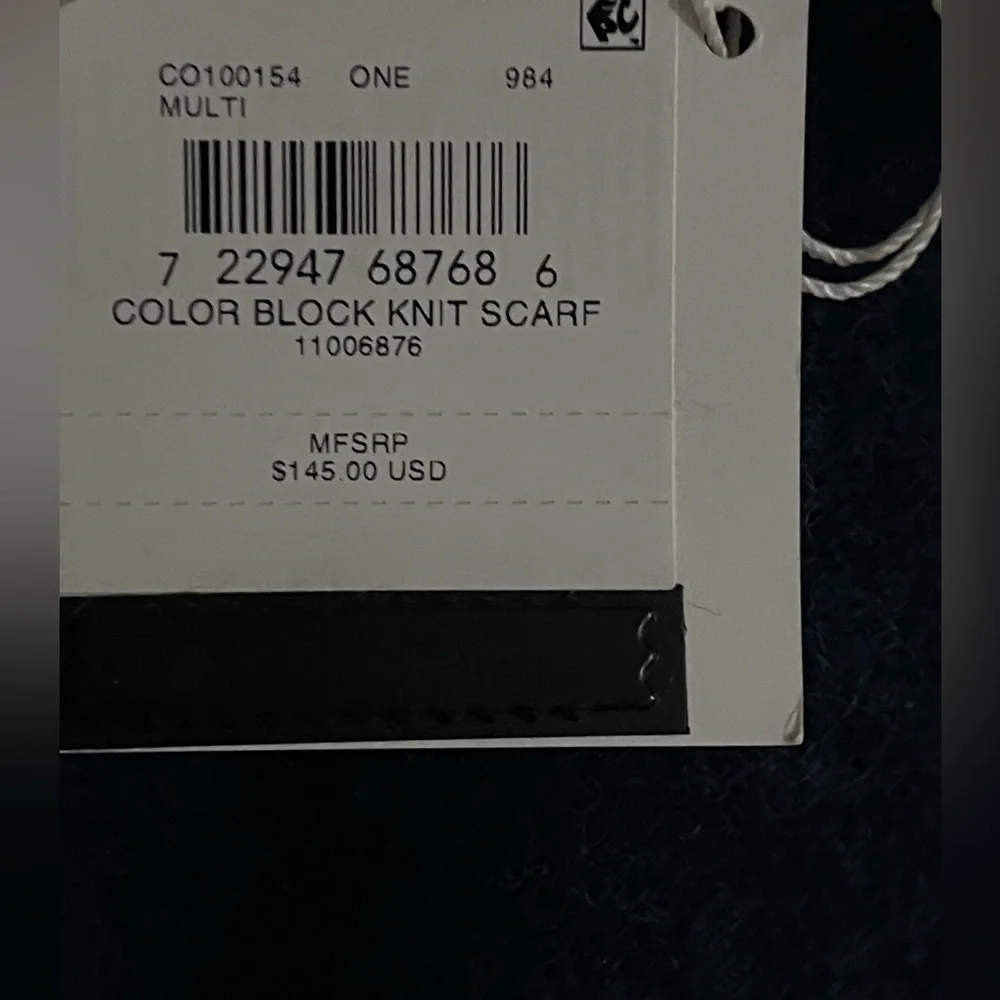 CO100154 ONE 984
MULTI
7 22947 68768 6
COLOR BLOCK KNIT SCARF
11006876
MFSRP
$145.00 USD